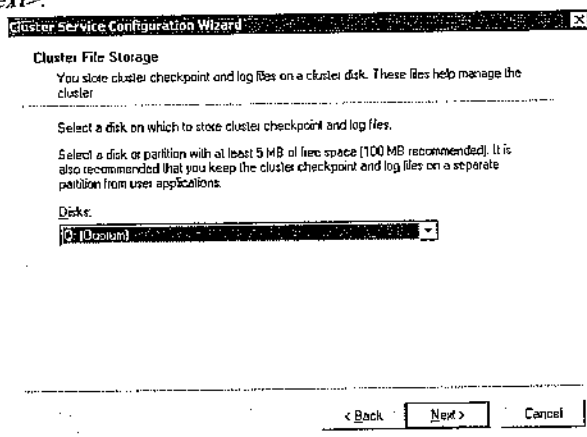 Cluster Service Configuration Wizard
Cluster File Storage
You store cluster checkpoint and log files on a cluster disk. These files help manage the
cluster
Select a disk on which to store cluster checkpoint and log files.
Select a disk or partition with at least 5 MB of free space (100 MB recommended). It is
also recommended that you keep the cluster checkpoint and log files on a separate
partition from user applications.
Disks:
Q: (Quorum)
< Back
Next >
Cancel